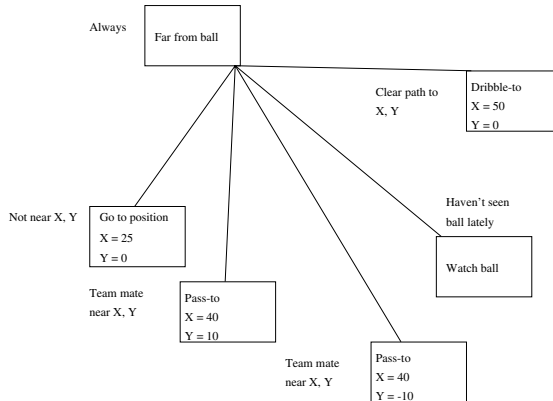 Always
Far from ball
Clear path to
X, Y
Dribble-to
X = 50
Y = 0
Not near X, Y
Go to position
X = 25
Y = 0
Haven't seen
ball lately
Watch ball
Team mate
near X, Y
Pass-to
X = 40
Y = 10
Team mate
near X, Y
Pass-to
X = 40
Y = -10